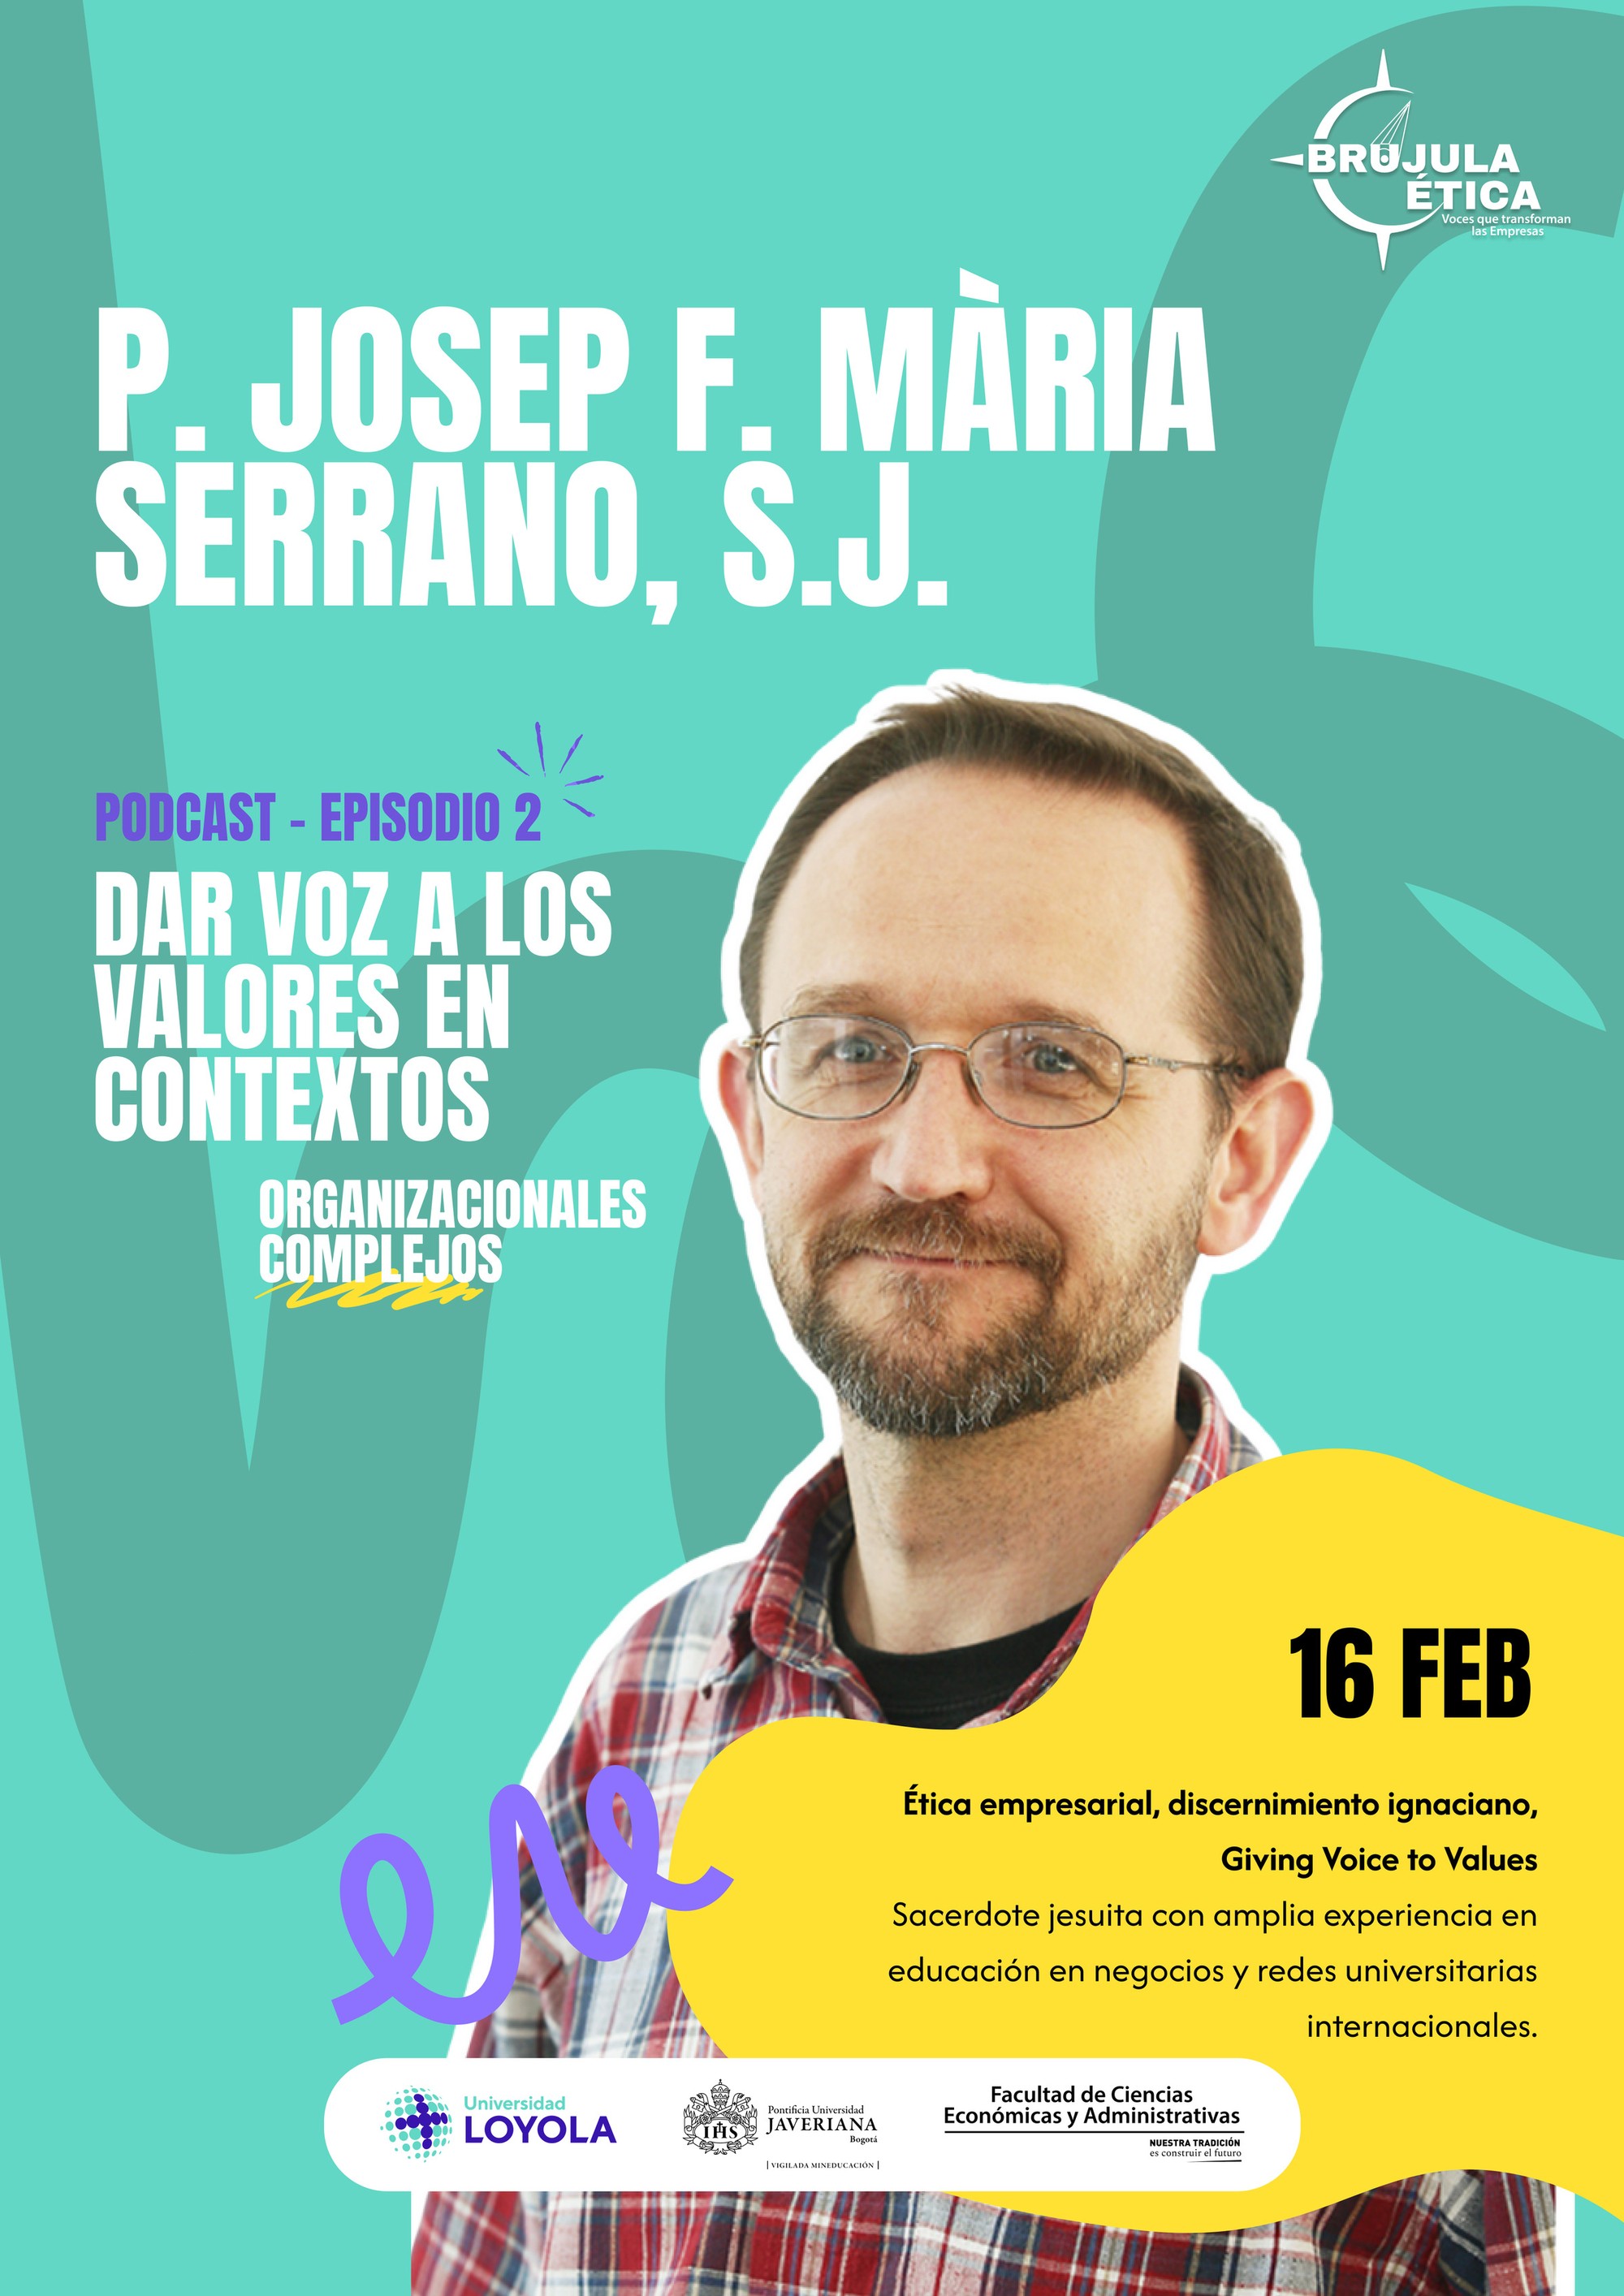 BRÚJULA
ÉTICA
Voces que transforman
las Empresas
P. JOSEP F. MÀRIA
SERRANO, S.J.
PODCAST - EPISODIO 2
DAR VOZ A LOS
VALORES EN
CONTEXTOS
ORGANIZACIONALES
COMPLEJOS
16 FEB
Ética empresarial, discernimiento ignaciano,
Giving Voice to Values
Sacerdote jesuita con amplia experiencia en
educación en negocios y redes universitarias
internacionales.
Universidad
LOYOLA
IHS
Pontificia Universidad
JAVERIANA
Bogotá
| VIGILADA MINEDUCACIÓN |
Facultad de Ciencias
Económicas y Administrativas
NUESTRA TRADICIÓN
es construir el futuro